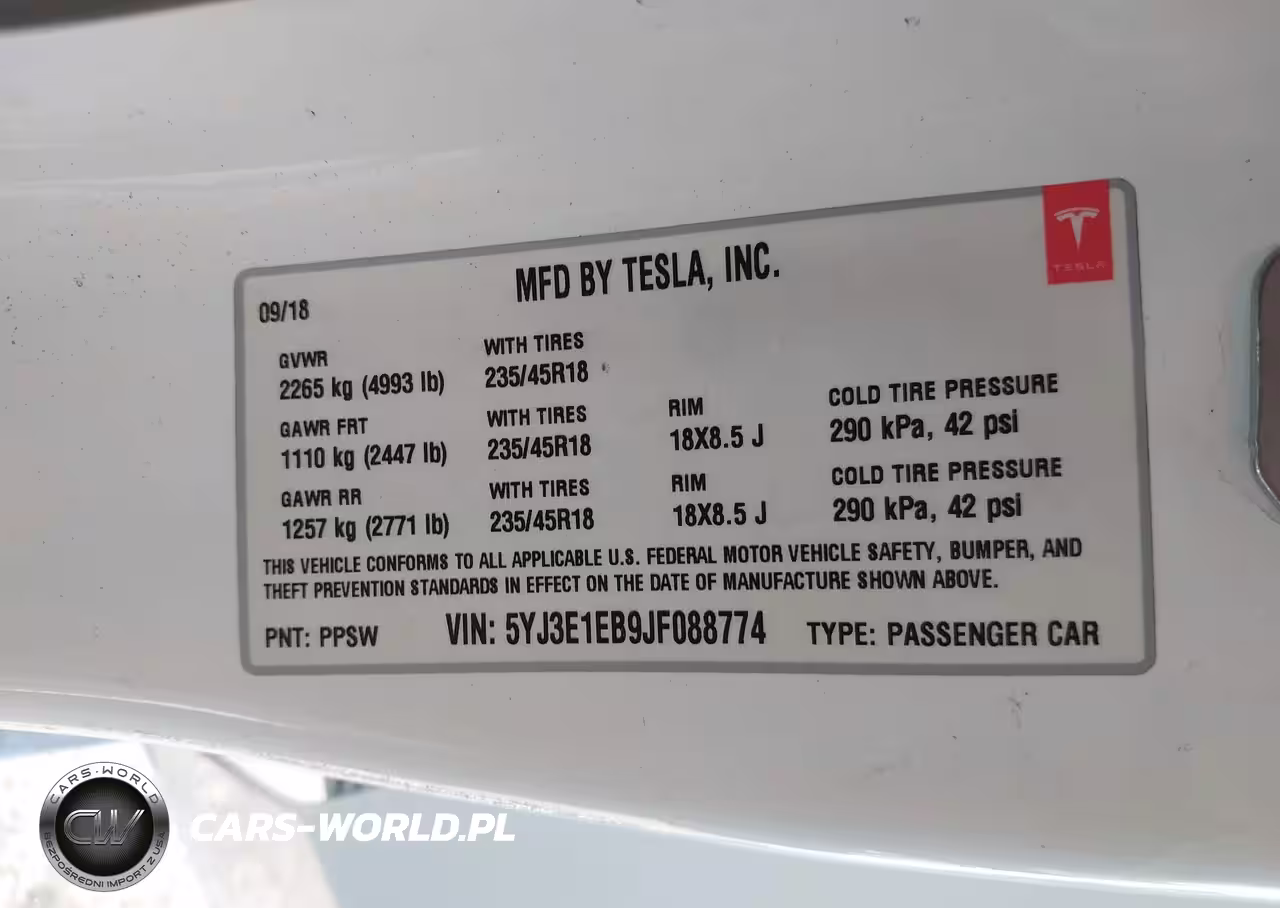 TESLA
MFD BY TESLA, INC.
09/18
GVWR WITH TIRES
2265 kg (4993 lb) 235/45R18
GAWR FRT WITH TIRES RIM COLD TIRE PRESSURE
1110 kg (2447 lb) 235/45R18 18X8.5 J 290 kPa, 42 psi
GAWR RR WITH TIRES RIM COLD TIRE PRESSURE
1257 kg (2771 lb) 235/45R18 18X8.5 J 290 kPa, 42 psi
THIS VEHICLE CONFORMS TO ALL APPLICABLE U.S. FEDERAL MOTOR VEHICLE SAFETY, BUMPER, AND
THEFT PREVENTION STANDARDS IN EFFECT ON THE DATE OF MANUFACTURE SHOWN ABOVE.
PNT: PPSW VIN: 5YJ3E1EB9JF088774 TYPE: PASSENGER CAR
CARS-WORLD
CW
BEZPOŚREDNI IMPORT Z USA
CARS-WORLD.PL